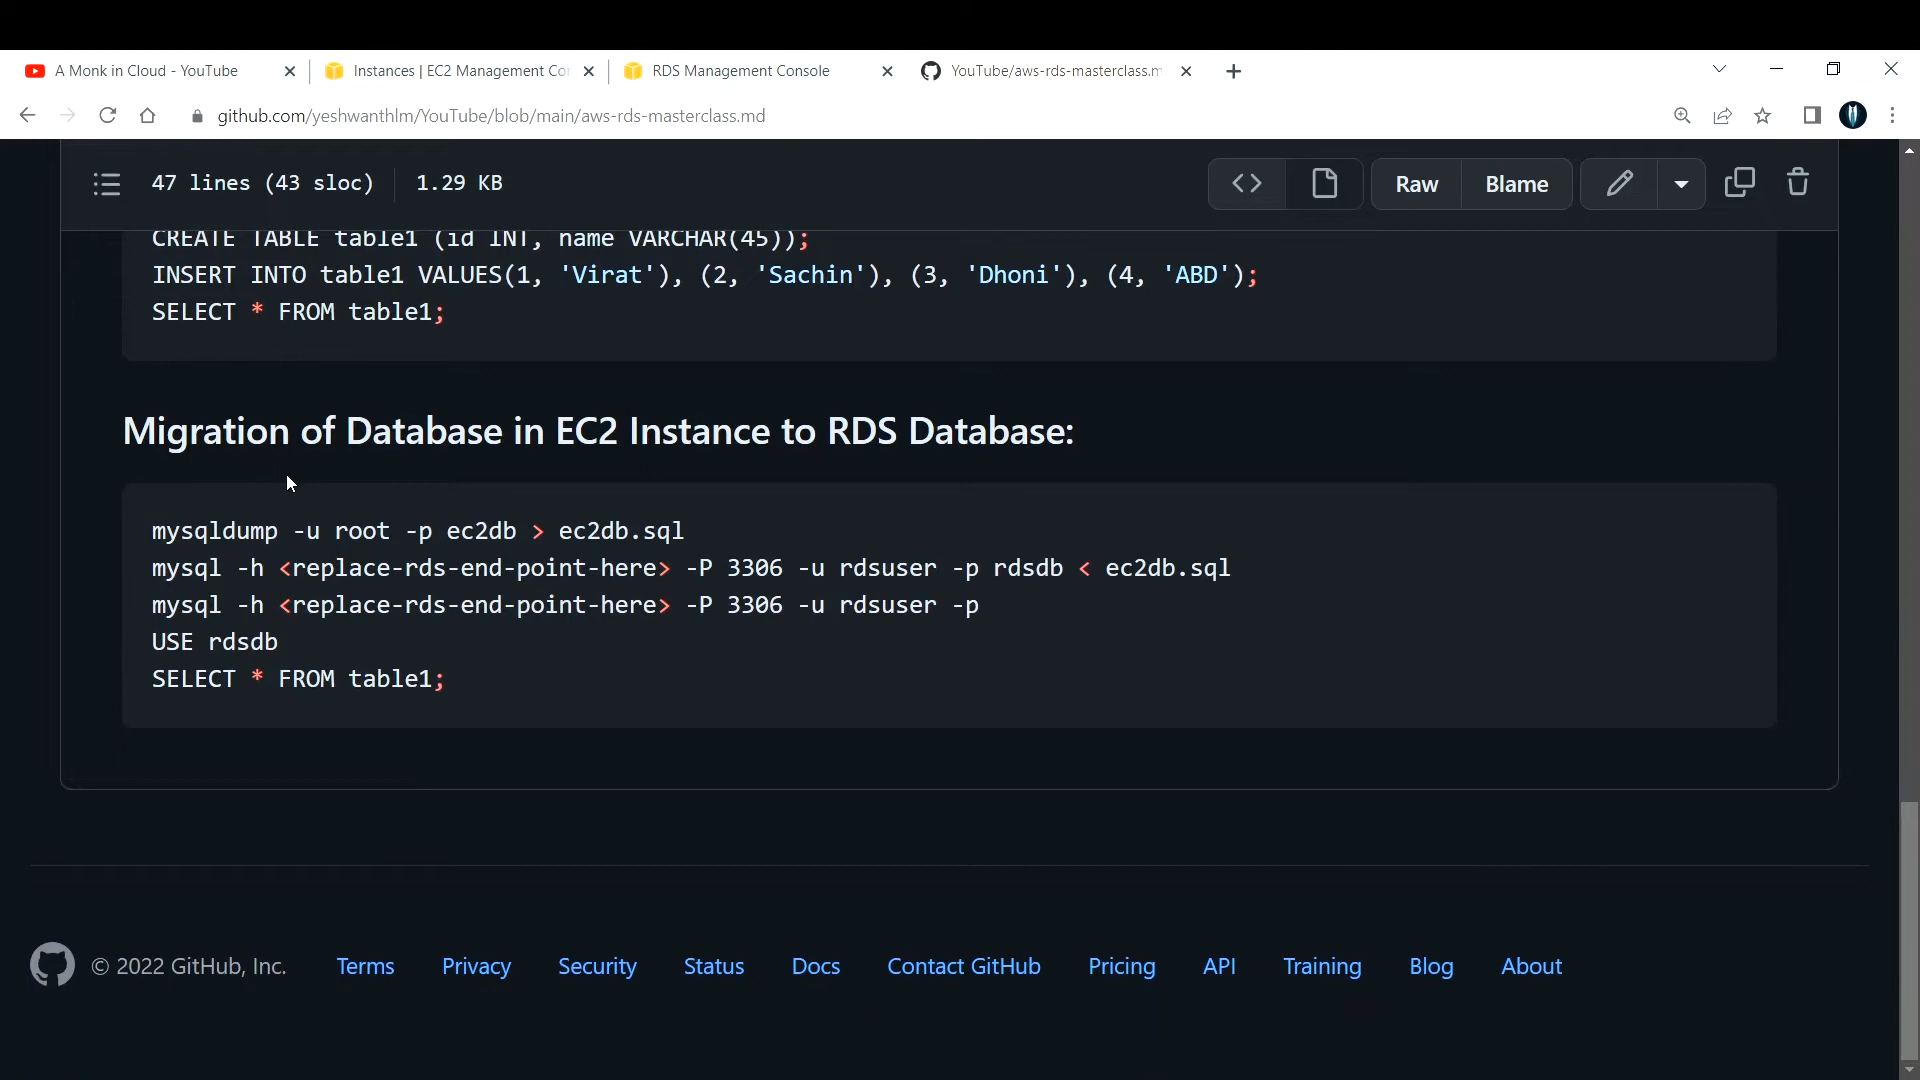 A Monk in Cloud - YouTube
Instances | EC2 Management Co
RDS Management Console
YouTube/aws-rds-masterclass.m
github.com/yeshwanthlm/YouTube/blob/main/aws-rds-masterclass.md
47 lines (43 sloc)
1.29 KB
Raw
Blame
CREATE TABLE table1 (id INT, name VARCHAR(45));
INSERT INTO table1 VALUES(1, 'Virat'), (2, 'Sachin'), (3, 'Dhoni'), (4, 'ABD');
SELECT * FROM table1;
Migration of Database in EC2 Instance to RDS Database:
mysqldump -u root -p ec2db > ec2db.sql
mysql -h <replace-rds-end-point-here> -P 3306 -u rdsuser -p rdsdb < ec2db.sql
mysql -h <replace-rds-end-point-here> -P 3306 -u rdsuser -p
USE rdsdb
SELECT * FROM table1;
© 2022 GitHub, Inc.
Terms
Privacy
Security
Status
Docs
Contact GitHub
Pricing
API
Training
Blog
About